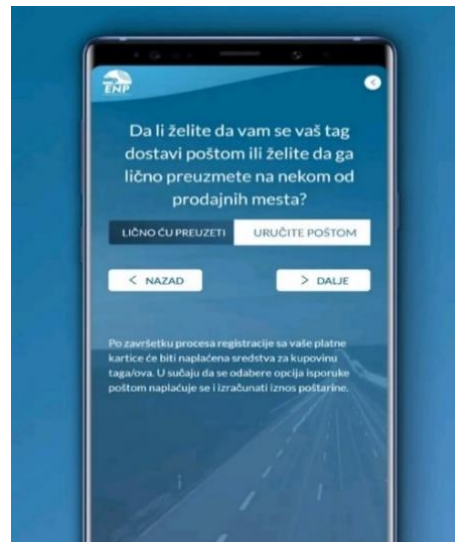 ENP
Da li želite da vam se vaš tag
dostavi poštom ili želite da ga
lično preuzmete na nekom od
prodajnih mesta?
LIČNO ĆU PREUZETI URUČITE POŠTOM
< NAZAD > DALJE
Po završetku procesa registracije sa vaše platne
kartice će biti naplaćena sredstva za kupovinu
taga/ova. U sučaju da se odabere opcija isporuke
poštom naplaćuje se i izračunati iznos poštarine.